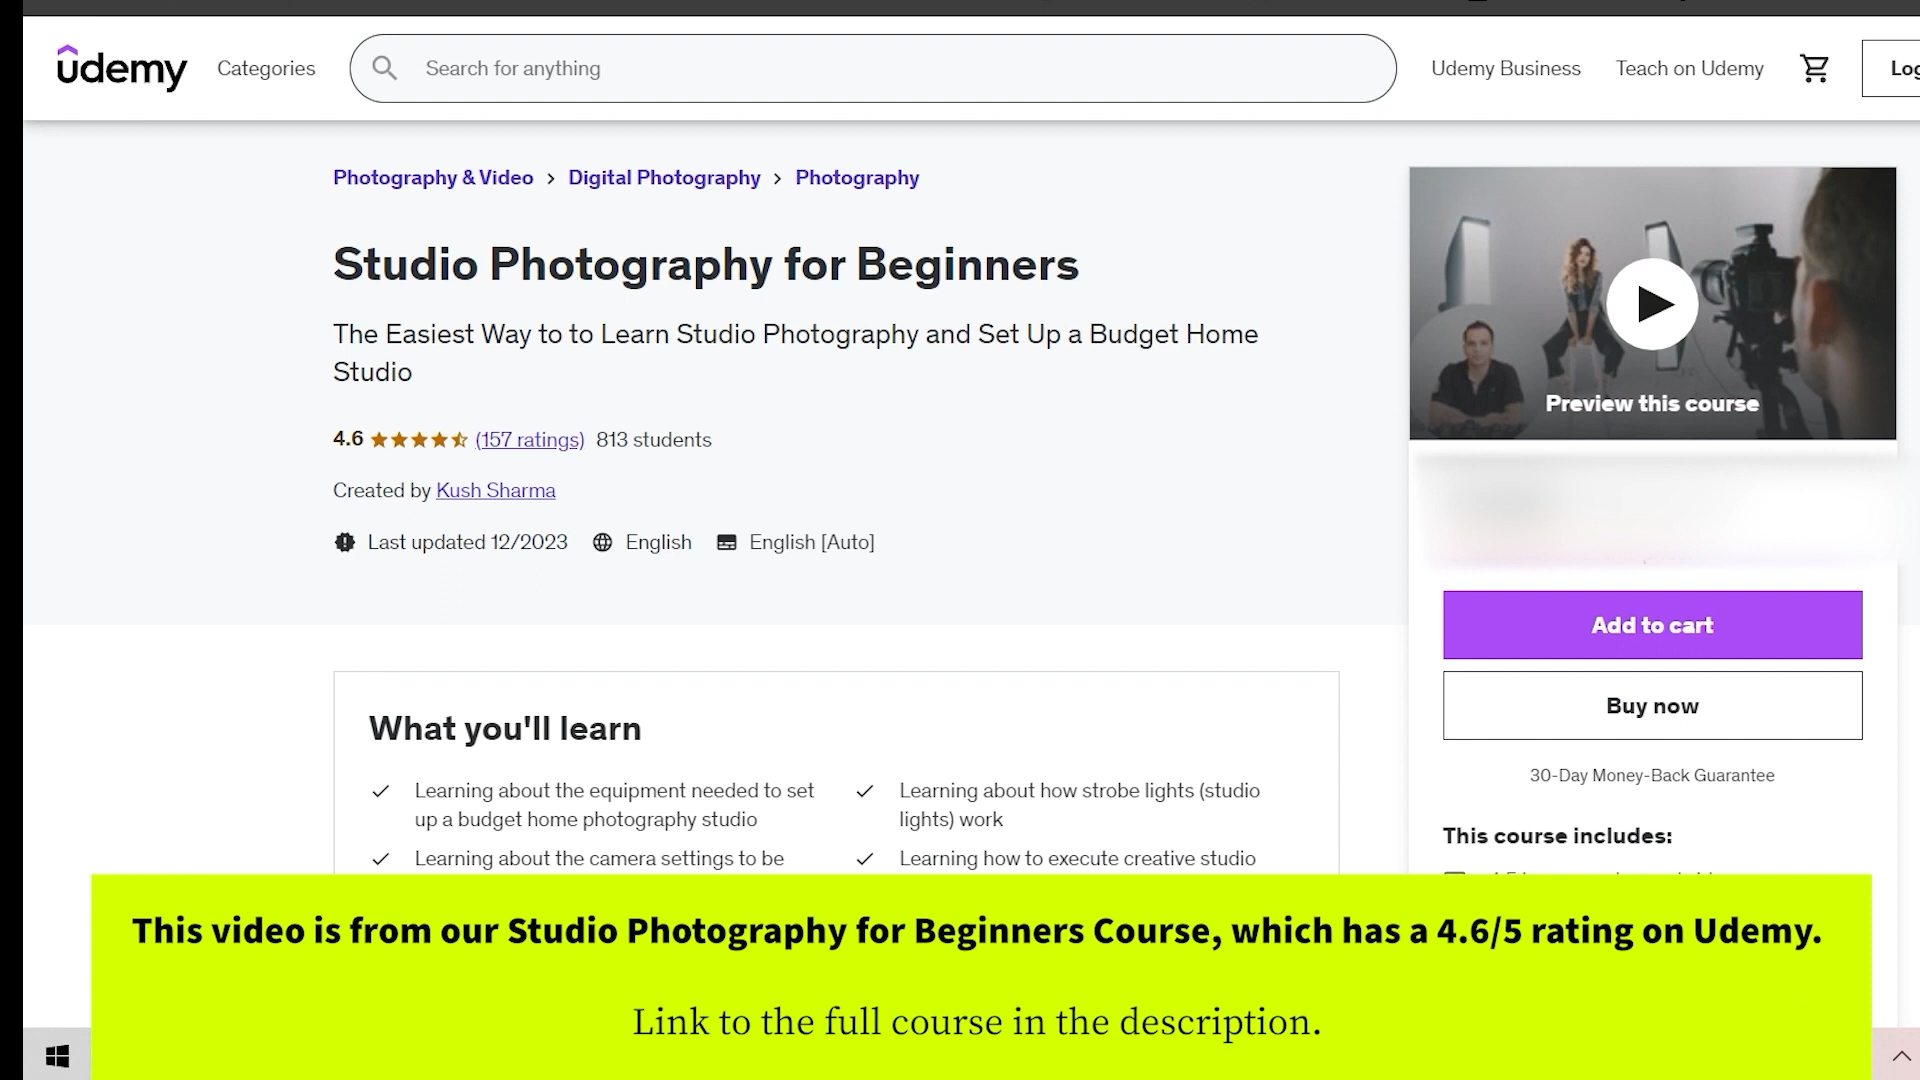 udemy
Categories
Search for anything
Udemy Business
Teach on Udemy
Log
Photography & Video > Digital Photography > Photography
Studio Photography for Beginners
The Easiest Way to to Learn Studio Photography and Set Up a Budget Home
Studio
4.6 (157 ratings) 813 students
Created by Kush Sharma
Last updated 12/2023 English English [Auto]
Preview this course
Add to cart
Buy now
30-Day Money-Back Guarantee
This course includes:
What you'll learn
Learning about the equipment needed to set
up a budget home photography studio
Learning about the camera settings to be
Learning about how strobe lights (studio
lights) work
Learning how to execute creative studio
This video is from our Studio Photography for Beginners Course, which has a 4.6/5 rating on Udemy.
Link to the full course in the description.